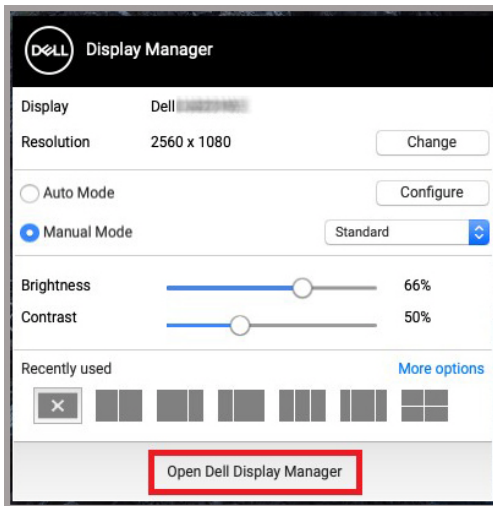 DELL Display Manager
Display Dell
Resolution 2560 x 1080 Change
Auto Mode Configure
Manual Mode Standard
Brightness 66%
Contrast 50%
Recently used More options
Open Dell Display Manager